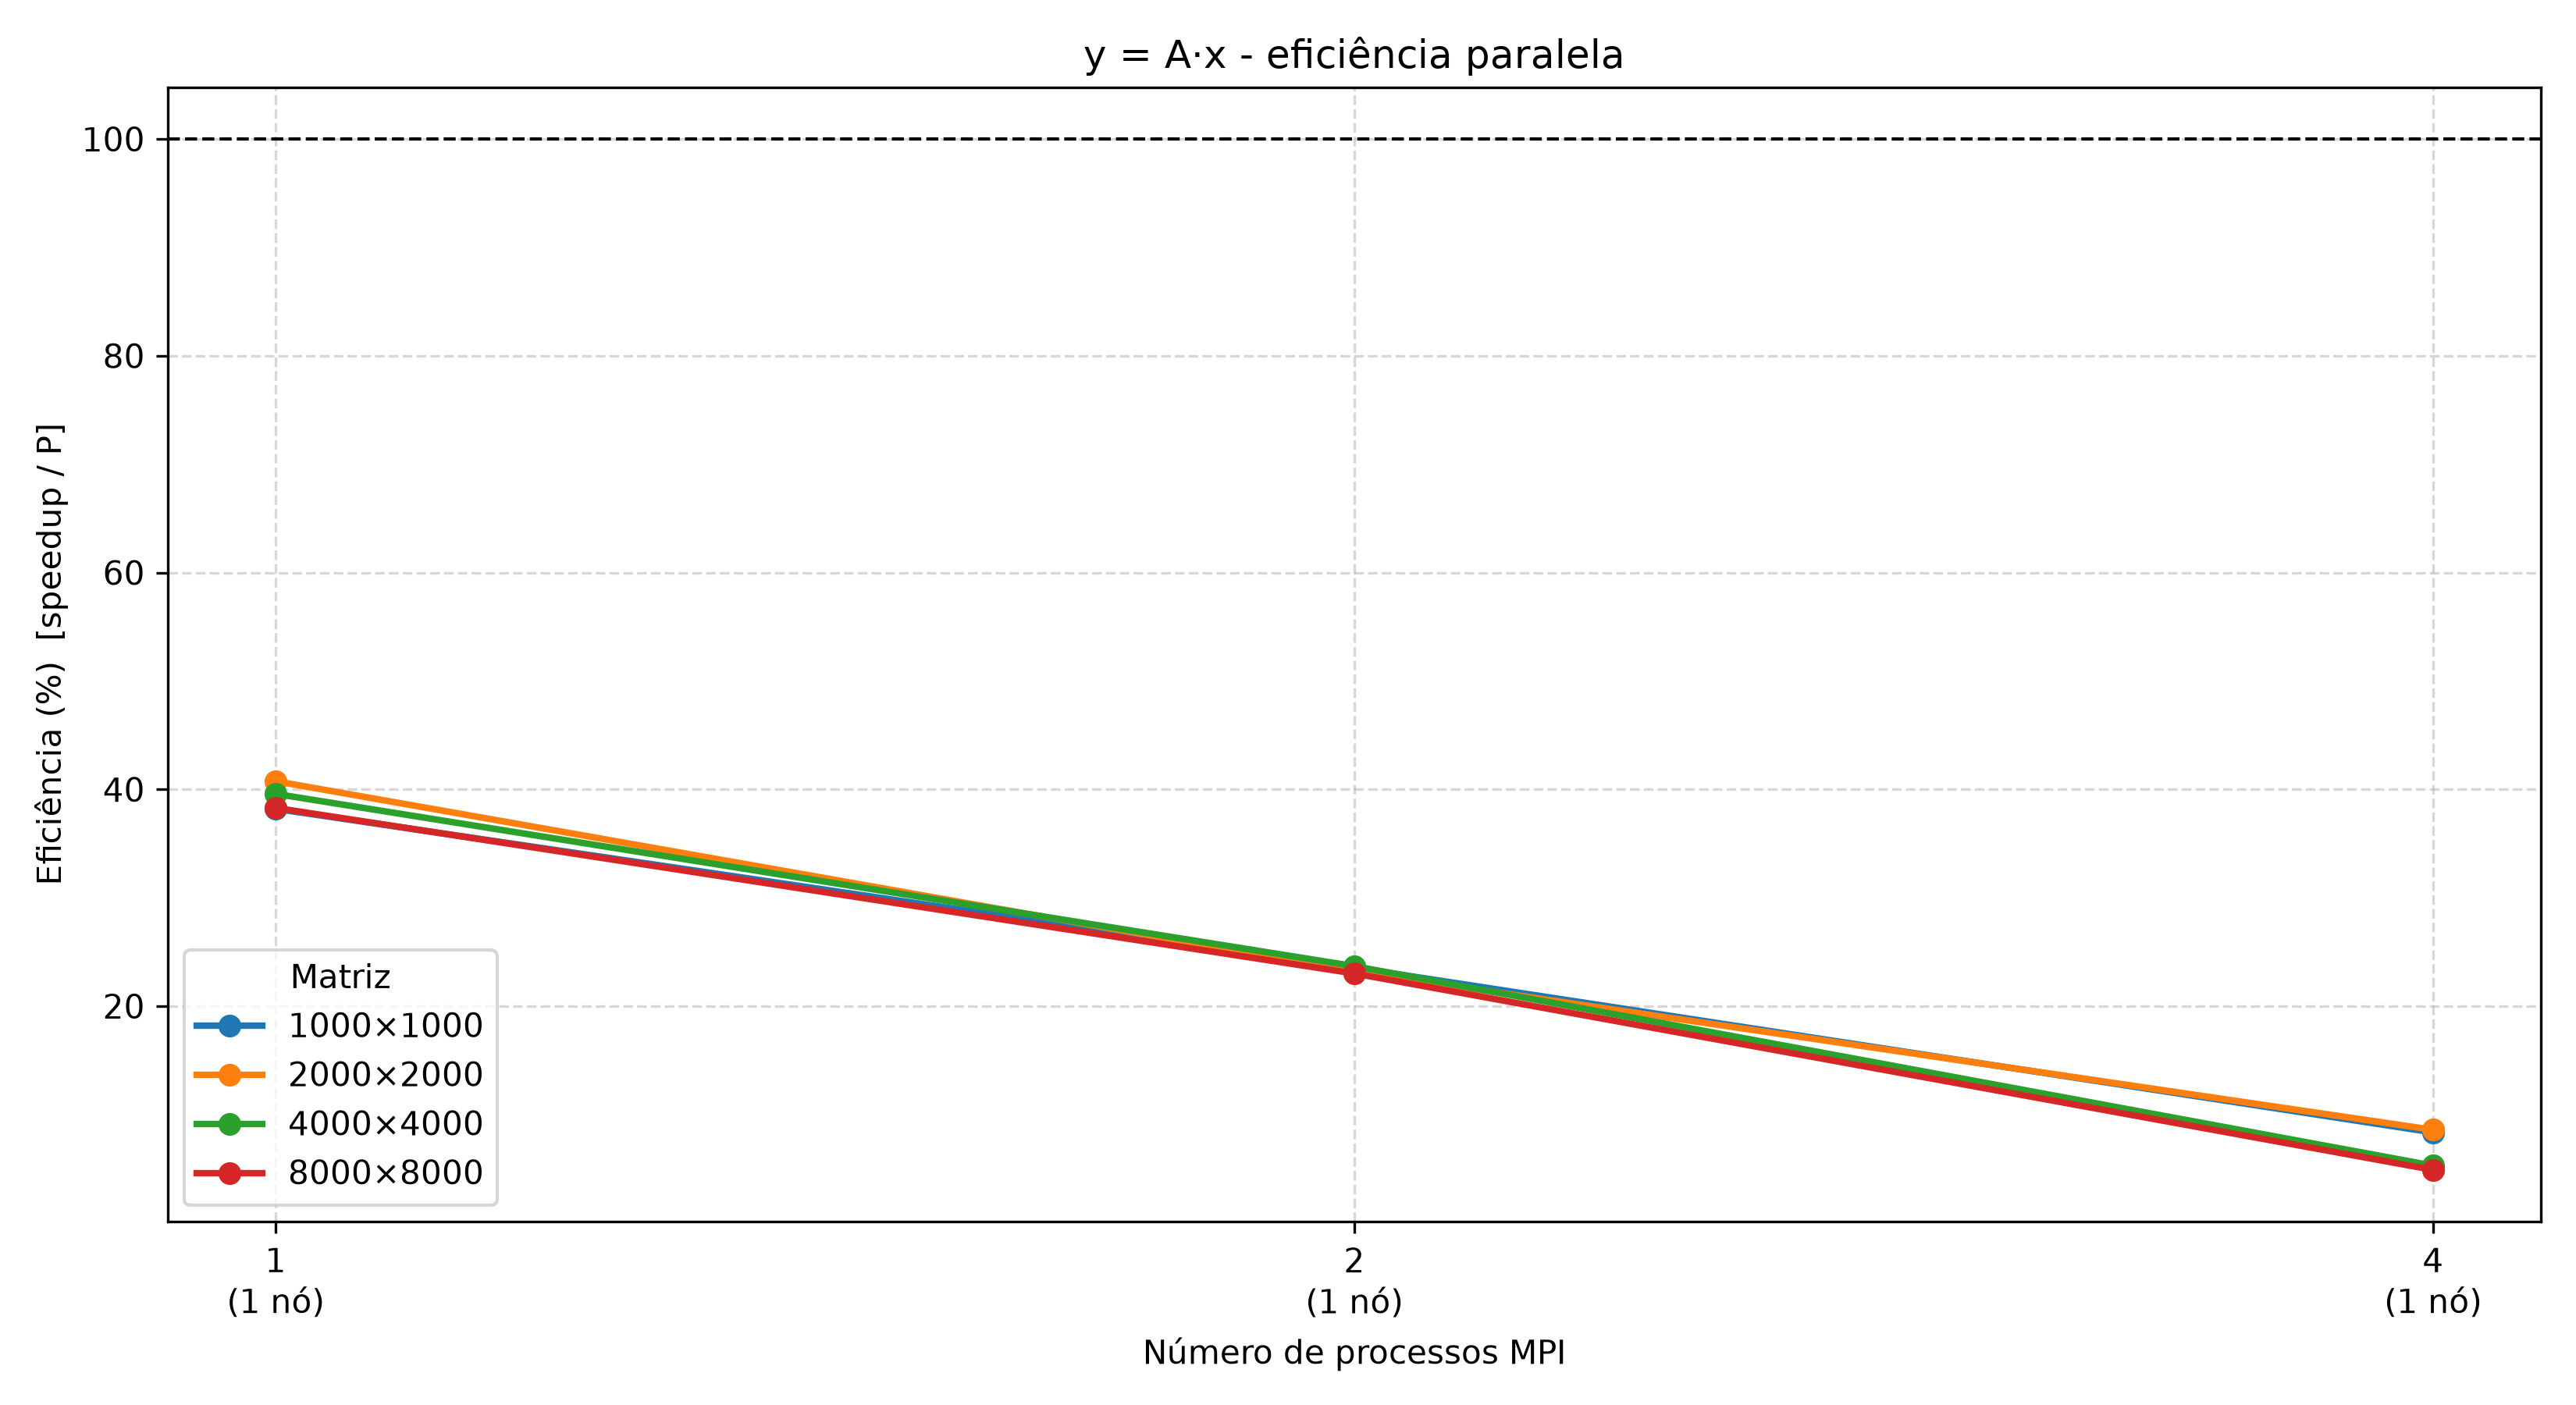 y = A·x - eficiência paralela
Eficiência (%)  [speedup / P]
100
80
60
40
20
Matriz
1000×1000
2000×2000
4000×4000
8000×8000
1
(1 nó)
2
(1 nó)
4
(1 nó)
Número de processos MPI